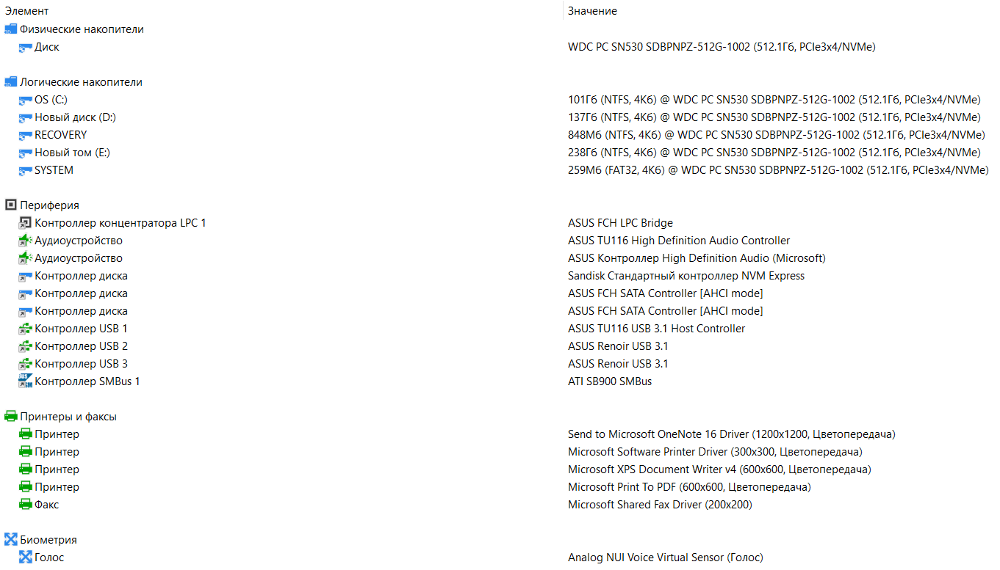 Элемент Значение
Физические накопители
Диск WDC PC SN530 SDBPNPZ-512G-1002 (512.1Гб, PCIe3x4/NVMe)
Логические накопители
OS (C:) 101Гб (NTFS, 4Кб) @ WDC PC SN530 SDBPNPZ-512G-1002 (512.1Гб, PCIe3x4/NVMe)
Новый диск (D:) 137Гб (NTFS, 4Кб) @ WDC PC SN530 SDBPNPZ-512G-1002 (512.1Гб, PCIe3x4/NVMe)
RECOVERY 848Мб (NTFS, 4Кб) @ WDC PC SN530 SDBPNPZ-512G-1002 (512.1Гб, PCIe3x4/NVMe)
Новый том (E:) 238Гб (NTFS, 4Кб) @ WDC PC SN530 SDBPNPZ-512G-1002 (512.1Гб, PCIe3x4/NVMe)
SYSTEM 259Мб (FAT32, 4Кб) @ WDC PC SN530 SDBPNPZ-512G-1002 (512.1Гб, PCIe3x4/NVMe)
Периферия
Контроллер концентратора LPC 1 ASUS FCH LPC Bridge
Аудиоустройство ASUS TU116 High Definition Audio Controller
Аудиоустройство ASUS Контроллер High Definition Audio (Microsoft)
Контроллер диска Sandisk Стандартный контроллер NVM Express
Контроллер диска ASUS FCH SATA Controller [AHCI mode]
Контроллер диска ASUS FCH SATA Controller [AHCI mode]
Контроллер USB 1 ASUS TU116 USB 3.1 Host Controller
Контроллер USB 2 ASUS Renoir USB 3.1
Контроллер USB 3 ASUS Renoir USB 3.1
Контроллер SMBus 1 ATI SB900 SMBus
Принтеры и факсы
Принтер Send to Microsoft OneNote 16 Driver (1200x1200, Цветопередача)
Принтер Microsoft Software Printer Driver (300x300, Цветопередача)
Принтер Microsoft XPS Document Writer v4 (600x600, Цветопередача)
Принтер Microsoft Print To PDF (600x600, Цветопередача)
Факс Microsoft Shared Fax Driver (200x200)
Биометрия
Голос Analog NUI Voice Virtual Sensor (Голос)